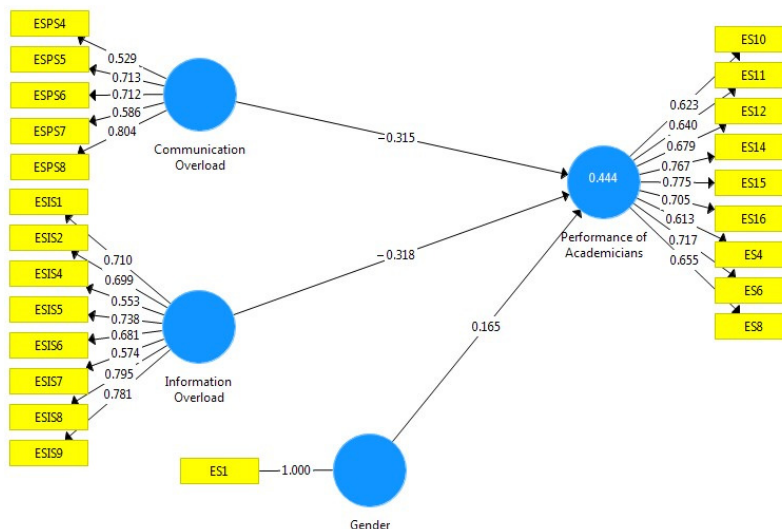 ESPS4
ESPS5
ESPS6
ESPS7
ESPS8
0.529
0.713
0.712
0.586
0.804
Communication
Overload
ESIS1
ESIS2
ESIS4
ESIS5
ESIS6
ESIS7
ESIS8
ESIS9
0.710
0.699
0.553
0.738
0.681
0.574
0.795
0.781
Information
Overload
−0.315
−0.318
0.165
ES1
1.000
Gender
0.444
Performance of
Academicians
0.623
0.640
0.679
0.767
0.775
0.705
0.613
0.717
0.655
ES10
ES11
ES12
ES14
ES15
ES16
ES4
ES6
ES8